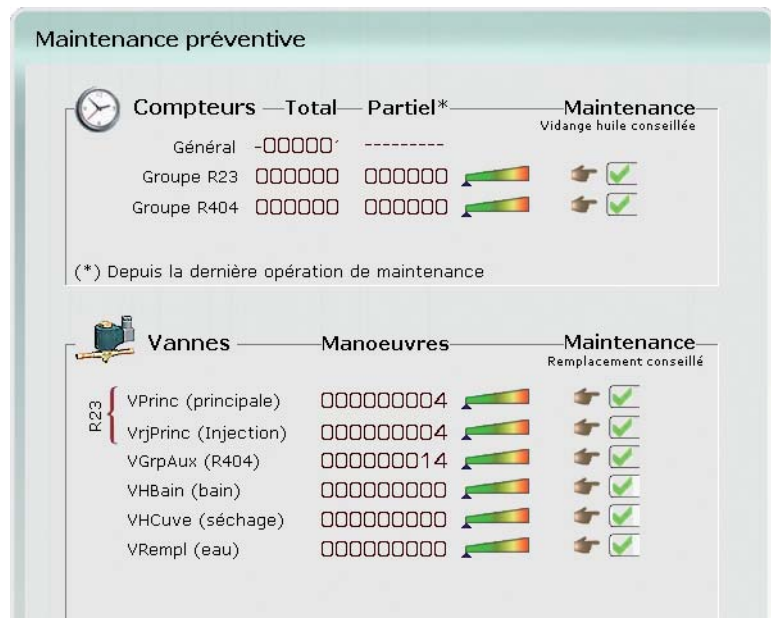 Maintenance préventive
Compteurs Total Partiel* Maintenance
Vidange huile conseillée
Général -00000' ---------
Groupe R23 000000 000000
Groupe R404 000000 000000
(*) Depuis la dernière opération de maintenance
Vannes Manoeuvres Maintenance
Remplacement conseillé
R23
VPrinc (principale) 000000004
VrjPrinc (Injection) 000000004
VGrpAux (R404) 000000014
VHBain (bain) 000000000
VHCuve (séchage) 000000000
VRempl (eau) 000000000